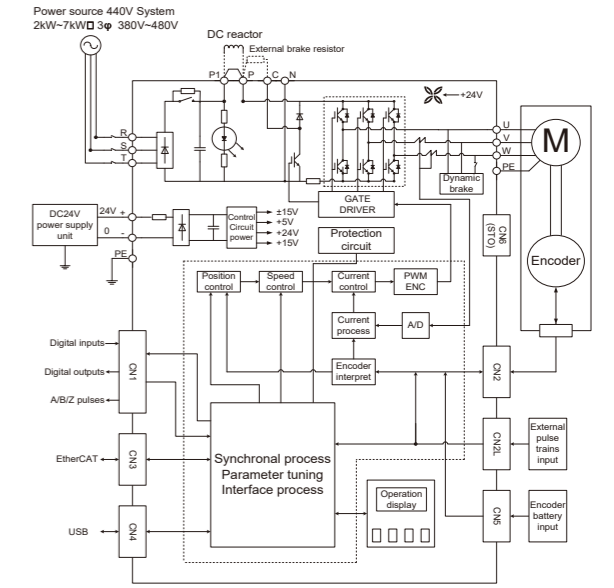 Power source 440V System
2kW~7kW□ 3φ 380V~480V
DC reactor
External brake resistor
P1
P
C
N
+24V
R
S
T
U
V
W
PE
M
Dynamic
brake
GATE
DRIVER
DC24V
power supply
unit
24V +
0 -
PE
Control
Circuit
power
±15V
+5V
+24V
+15V
Protection
circuit
CN6
(STO)
Encoder
Position
control
Speed
control
Current
control
PWM
ENC
Current
process
A/D
Encoder
interpret
Digital inputs
Digital outputs
A/B/Z pulses
CN1
CN2
EtherCAT
CN3
Synchronal process
Parameter tuning
Interface process
CN2L
External
pulse
trains
input
Operation
display
USB
CN4
CN5
Encoder
battery
input